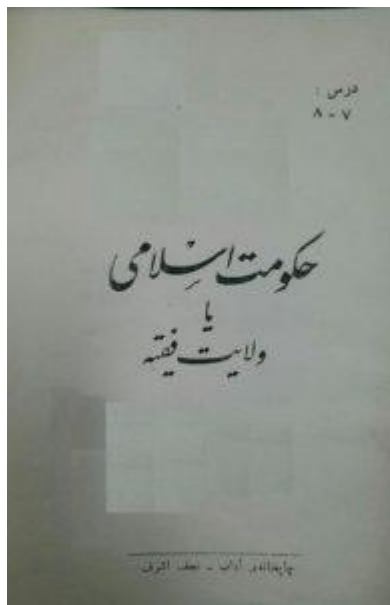 درس :
۷ - ۸
حکومت اسلامی
یا
ولایت فقیه
چاپخانه‌ی آداب - نجف اشرف